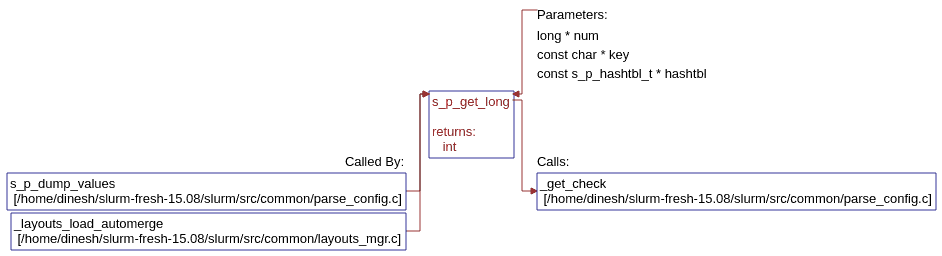 Parameters:
long * num
const char * key
const s_p_hashtbl_t * hashtbl
s_p_get_long
returns:
int
Called By:
s_p_dump_values
[/home/dinesh/slurm-fresh-15.08/slurm/src/common/parse_config.c]
_layouts_load_automerge
[/home/dinesh/slurm-fresh-15.08/slurm/src/common/layouts_mgr.c]
Calls:
_get_check
[/home/dinesh/slurm-fresh-15.08/slurm/src/common/parse_config.c]